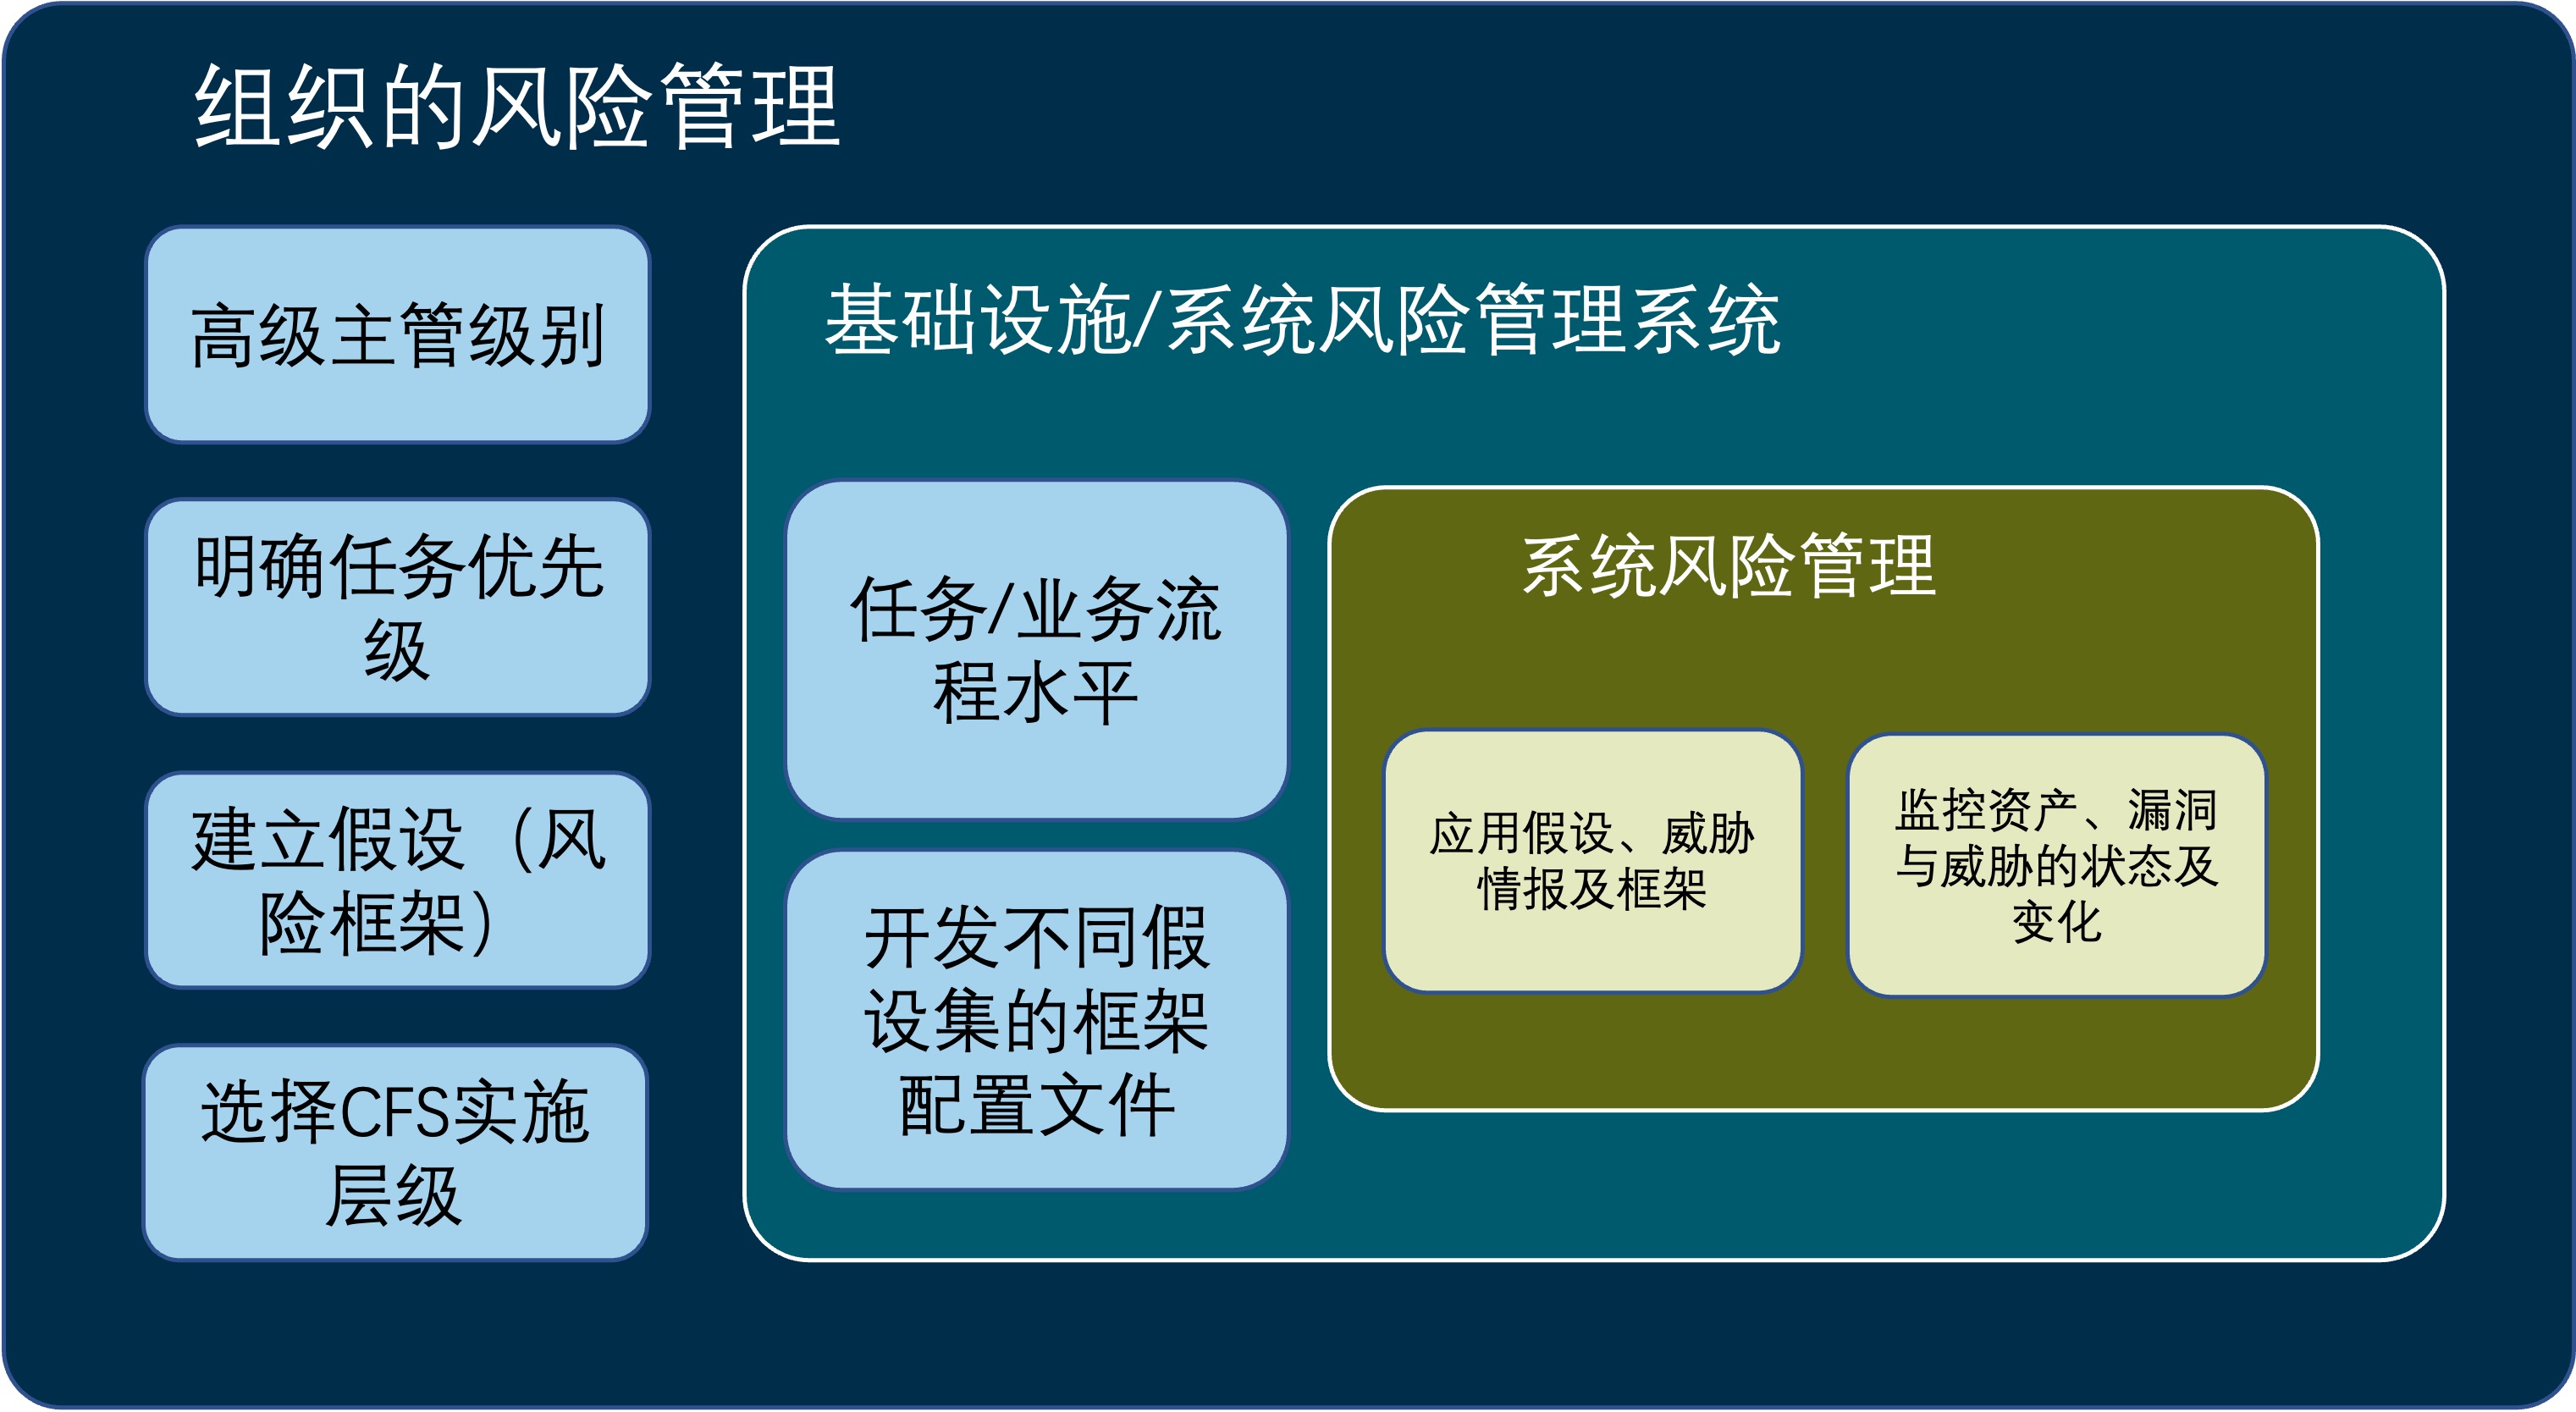 组织的风险管理
高级主管级别
明确任务优先
级
建立假设（风
险框架）
选择CFS实施
层级
基础设施/系统风险管理系统
任务/业务流
程水平
开发不同假
设集的框架
配置文件
系统风险管理
应用假设、威胁
情报及框架
监控资产、漏洞
与威胁的状态及
变化